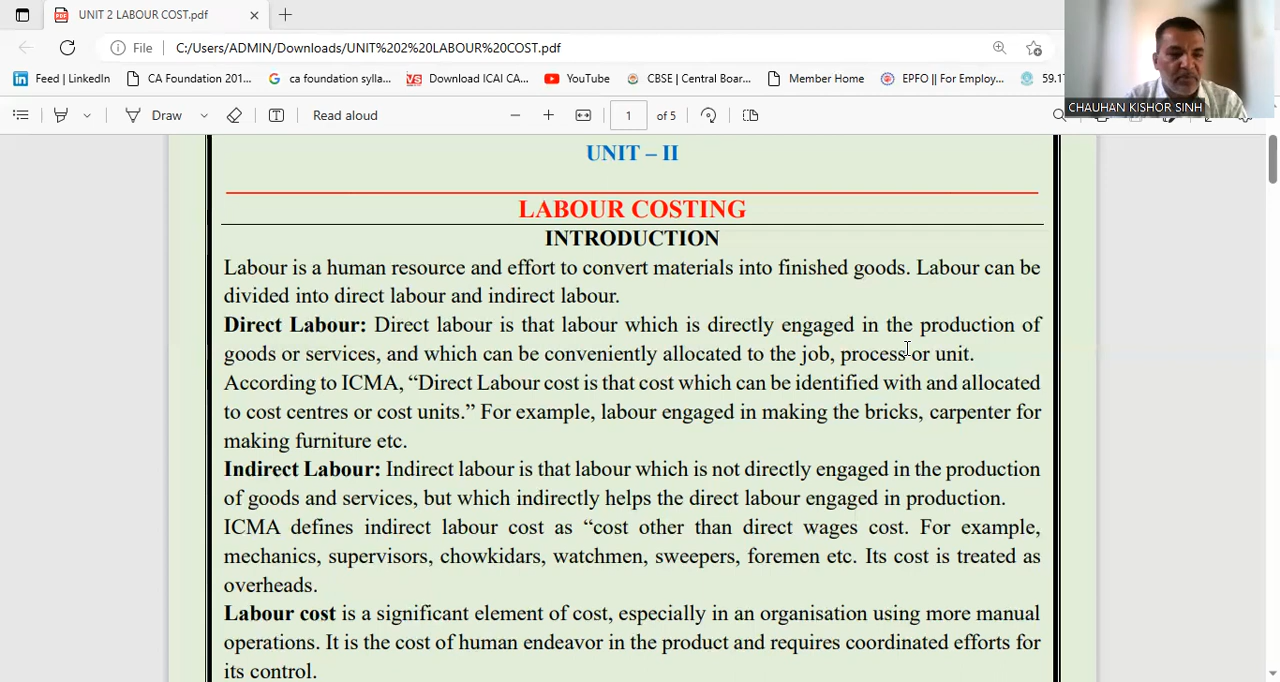 UNIT 2 LABOUR COST.pdf
File C:/Users/ADMIN/Downloads/UNIT%202%20LABOUR%20COST.pdf
Feed | LinkedIn CA Foundation 201... ca foundation sylla... Download ICAI CA... YouTube CBSE | Central Boar... Member Home EPFO || For Employ... 59.1
CHAUHAN KISHOR SINH
Draw Read aloud 1 of 5
UNIT – II
LABOUR COSTING
INTRODUCTION
Labour is a human resource and effort to convert materials into finished goods. Labour can be
divided into direct labour and indirect labour.
Direct Labour: Direct labour is that labour which is directly engaged in the production of
goods or services, and which can be conveniently allocated to the job, process or unit.
According to ICMA, “Direct Labour cost is that cost which can be identified with and allocated
to cost centres or cost units.” For example, labour engaged in making the bricks, carpenter for
making furniture etc.
Indirect Labour: Indirect labour is that labour which is not directly engaged in the production
of goods and services, but which indirectly helps the direct labour engaged in production.
ICMA defines indirect labour cost as “cost other than direct wages cost. For example,
mechanics, supervisors, chowkidars, watchmen, sweepers, foremen etc. Its cost is treated as
overheads.
Labour cost is a significant element of cost, especially in an organisation using more manual
operations. It is the cost of human endeavor in the product and requires coordinated efforts for
its control.